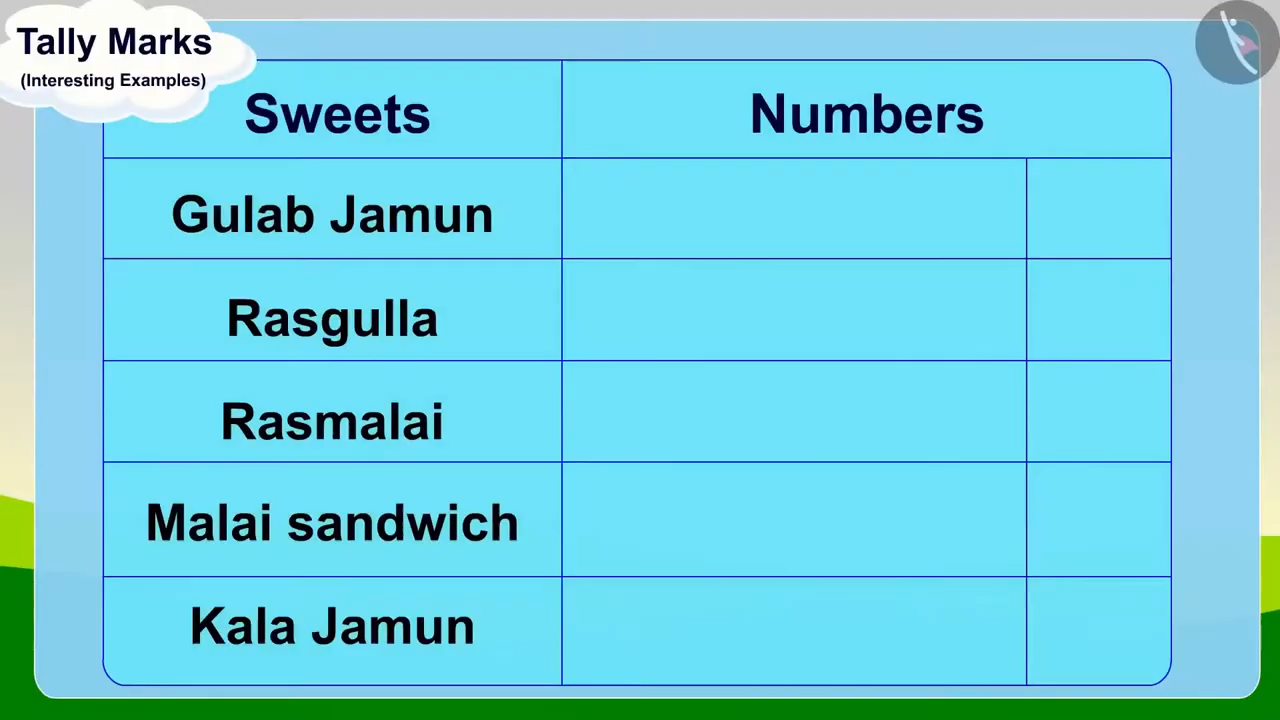 Tally Marks
(Interesting Examples)
Sweets Numbers
Gulab Jamun
Rasgulla
Rasmalai
Malai sandwich
Kala Jamun